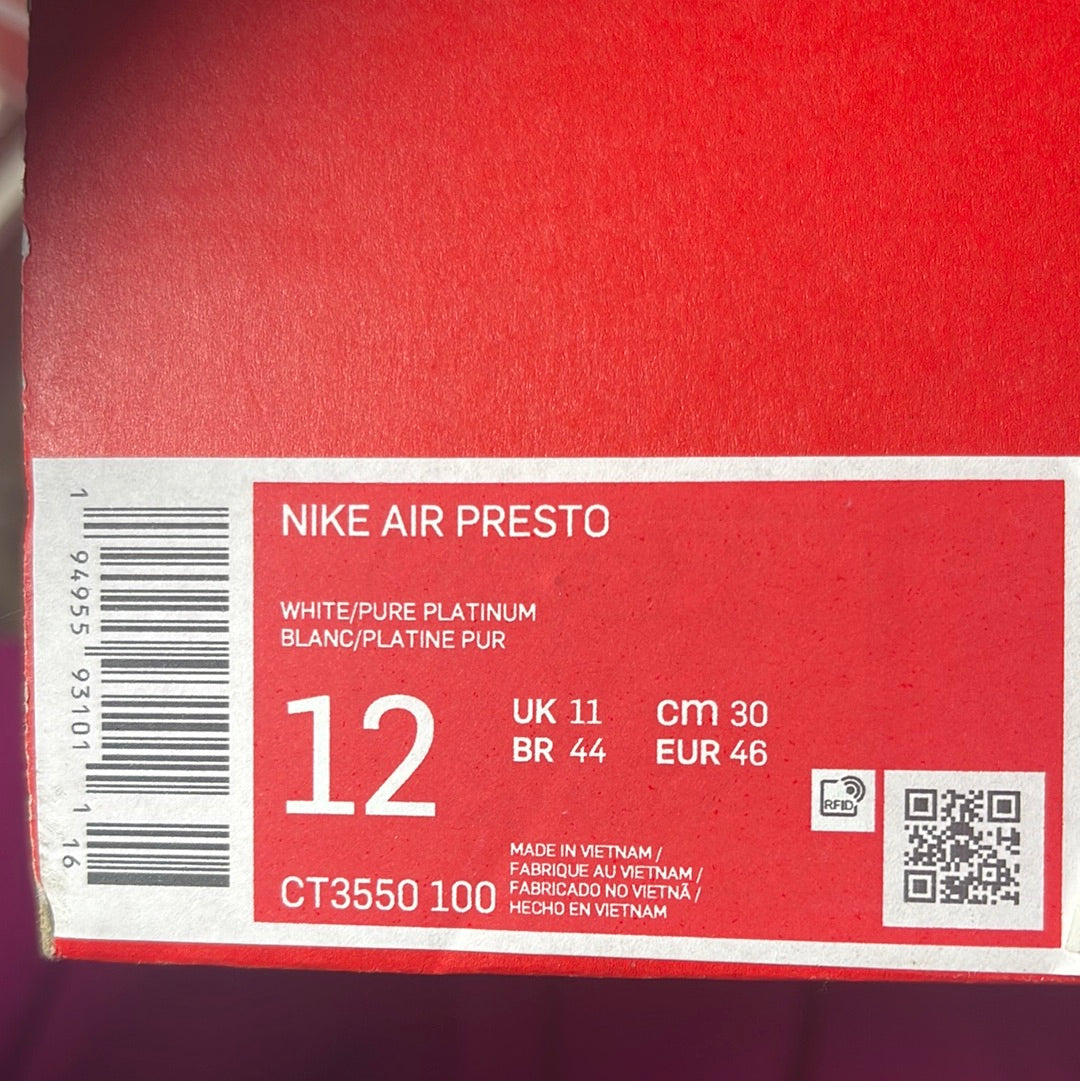 NIKE AIR PRESTO
WHITE/PURE PLATINUM
BLANC/PLATINE PUR
12
UK 11
cm 30
BR 44
EUR 46
CT3550 100
MADE IN VIETNAM /
FABRIQUE AU VIETNAM /
FABRICADO NO VIETNÃ /
HECHO EN VIETNAM
RFID
1 94955 93101 1 16